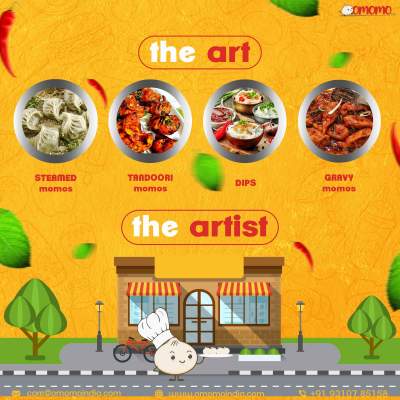 omomo
the art
STEAMED
momos
TANDOORI
momos
DIPS
GRAVY
momos
the artist
www.omomoindia.com